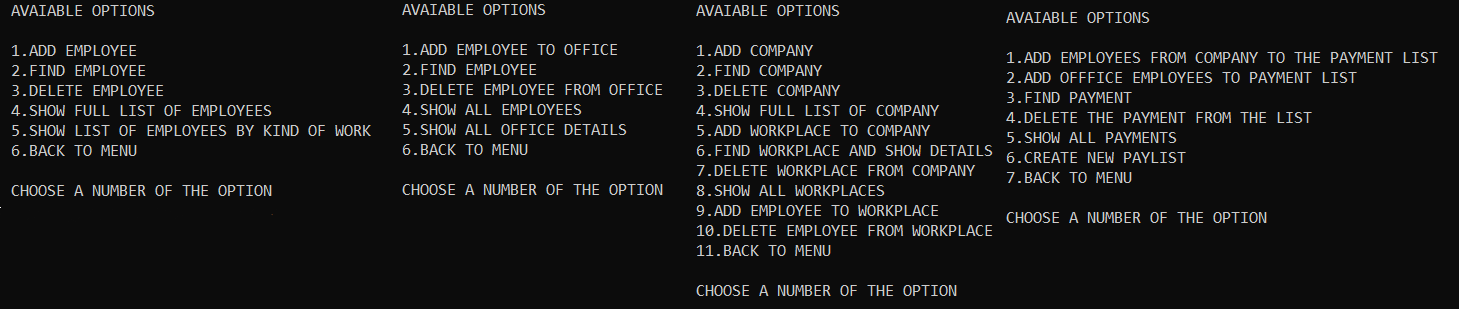 AVAIABLE OPTIONS
1.ADD EMPLOYEE
2.FIND EMPLOYEE
3.DELETE EMPLOYEE
4.SHOW FULL LIST OF EMPLOYEES
5.SHOW LIST OF EMPLOYEES BY KIND OF WORK
6.BACK TO MENU
CHOOSE A NUMBER OF THE OPTION
AVAIABLE OPTIONS
1.ADD EMPLOYEE TO OFFICE
2.FIND EMPLOYEE
3.DELETE EMPLOYEE FROM OFFICE
4.SHOW ALL EMPLOYEES
5.SHOW ALL OFFICE DETAILS
6.BACK TO MENU
CHOOSE A NUMBER OF THE OPTION
AVAIABLE OPTIONS
1.ADD COMPANY
2.FIND COMPANY
3.DELETE COMPANY
4.SHOW FULL LIST OF COMPANY
5.ADD WORKPLACE TO COMPANY
6.FIND WORKPLACE AND SHOW DETAILS
7.DELETE WORKPLACE FROM COMPANY
8.SHOW ALL WORKPLACES
9.ADD EMPLOYEE TO WORKPLACE
10.DELETE EMPLOYEE FROM WORKPLACE
11.BACK TO MENU
CHOOSE A NUMBER OF THE OPTION
AVAIABLE OPTIONS
1.ADD EMPLOYEES FROM COMPANY TO THE PAYMENT LIST
2.ADD OFFFICE EMPLOYEES TO PAYMENT LIST
3.FIND PAYMENT
4.DELETE THE PAYMENT FROM THE LIST
5.SHOW ALL PAYMENTS
6.CREATE NEW PAYLIST
7.BACK TO MENU
CHOOSE A NUMBER OF THE OPTION